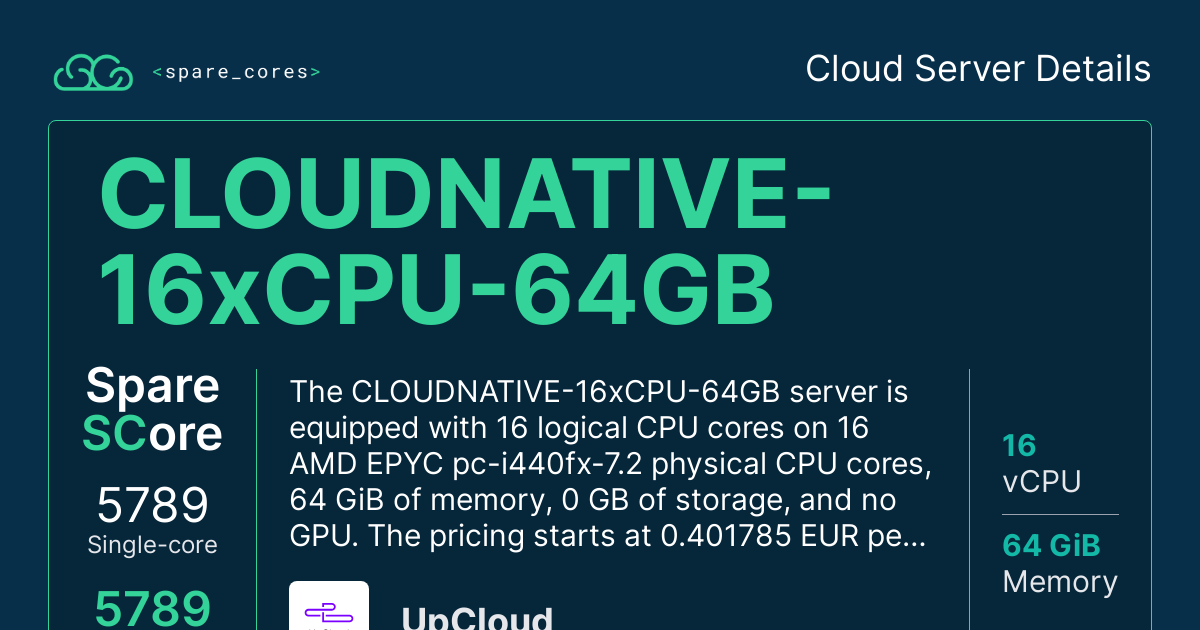 <spare_cores>
Cloud Server Details
CLOUDNATIVE-
16xCPU-64GB
Spare
SCore
5789
Single-core
5789
The CLOUDNATIVE-16xCPU-64GB server is
equipped with 16 logical CPU cores on 16
AMD EPYC pc-i440fx-7.2 physical CPU cores,
64 GiB of memory, 0 GB of storage, and no
GPU. The pricing starts at 0.401785 EUR pe...
UpCloud
16
vCPU
64 GiB
Memory